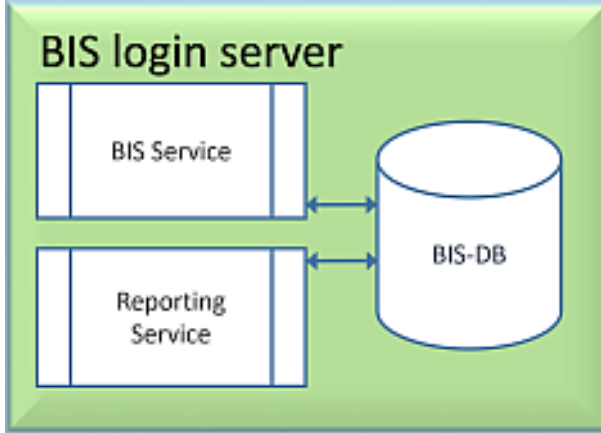 BIS login server
BIS Service
BIS-DB
Reporting
Service